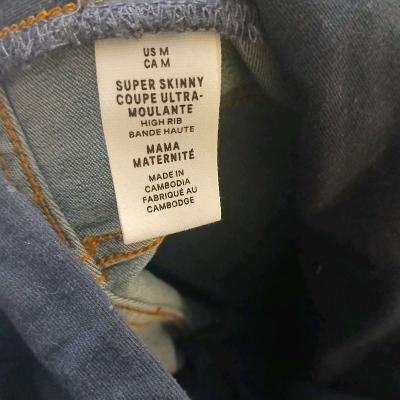 US M
CA M
SUPER SKINNY
COUPE ULTRA-
MOULANTE
HIGH RIB
BANDE HAUTE
MAMA
MATERNITÉ
MADE IN
CAMBODIA
FABRIQUÉ AU
CAMBODGE